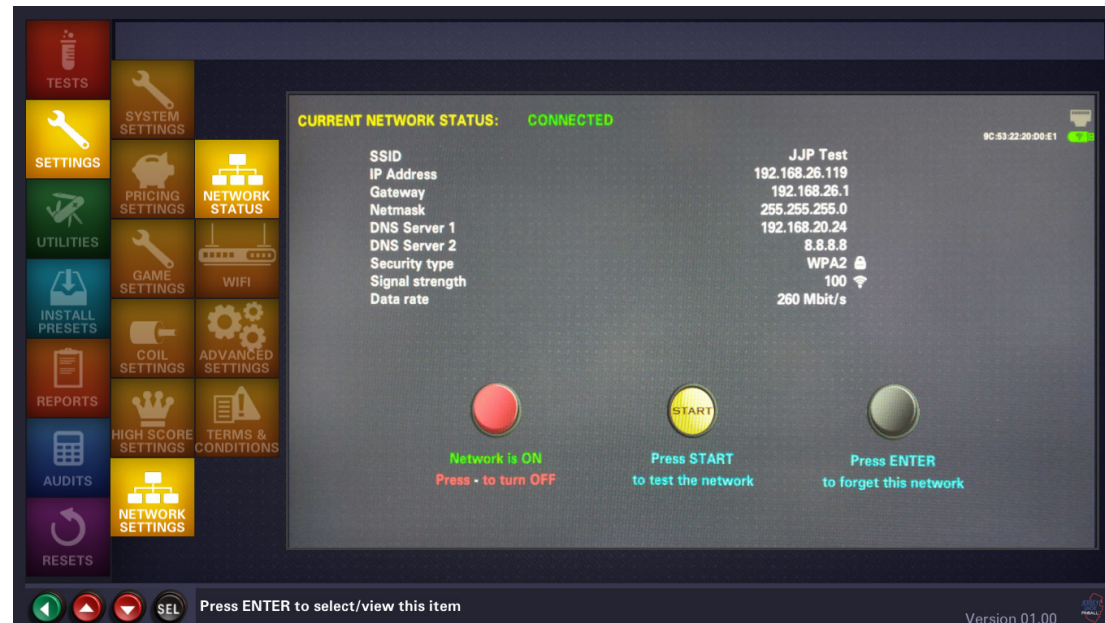 TESTS
SETTINGS
UTILITIES
INSTALL
PRESETS
REPORTS
AUDITS
RESETS
SYSTEM
SETTINGS
PRICING
SETTINGS
GAME
SETTINGS
COIL
SETTINGS
HIGH SCORE
SETTINGS
NETWORK
SETTINGS
NETWORK
STATUS
WIFI
ADVANCED
SETTINGS
TERMS &
CONDITIONS
CURRENT NETWORK STATUS: CONNECTED
9C:53:22:20:D0:E1
SSID JJP Test
IP Address 192.168.26.119
Gateway 192.168.26.1
Netmask 255.255.255.0
DNS Server 1 192.168.20.24
DNS Server 2 8.8.8.8
Security type WPA2
Signal strength 100
Data rate 260 Mbit/s
START
Network is ON
Press - to turn OFF
Press START
to test the network
Press ENTER
to forget this network
SEL
Press ENTER to select/view this item
Version 01.00
PINBALL